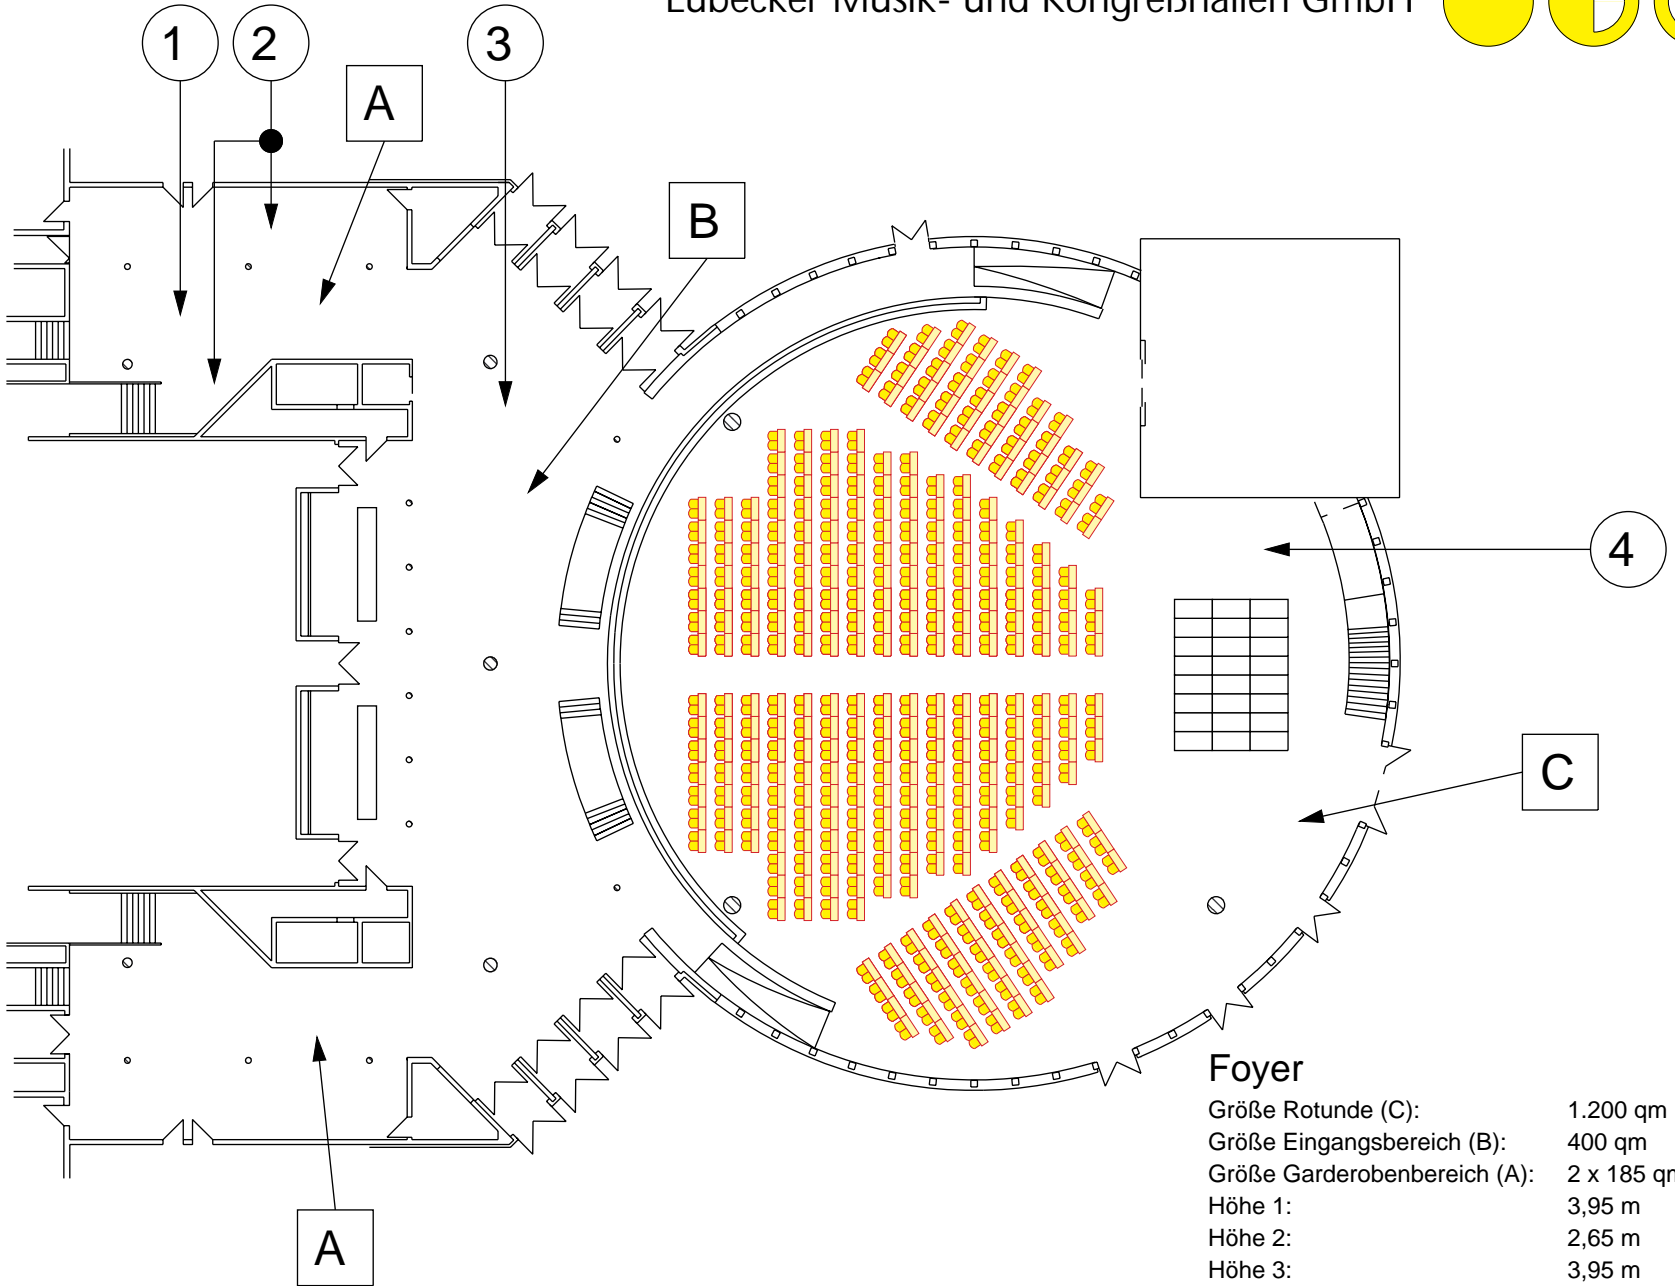 Lübecker Musik- und Kongreßhallen GmbH
1
2
3
A
B
4
C
A
Foyer
Größe Rotunde (C): 1.200 qm
Größe Eingangsbereich (B): 400 qm
Größe Garderobenbereich (A): 2 x 185 qm
Höhe 1: 3,95 m
Höhe 2: 2,65 m
Höhe 3: 3,95 m